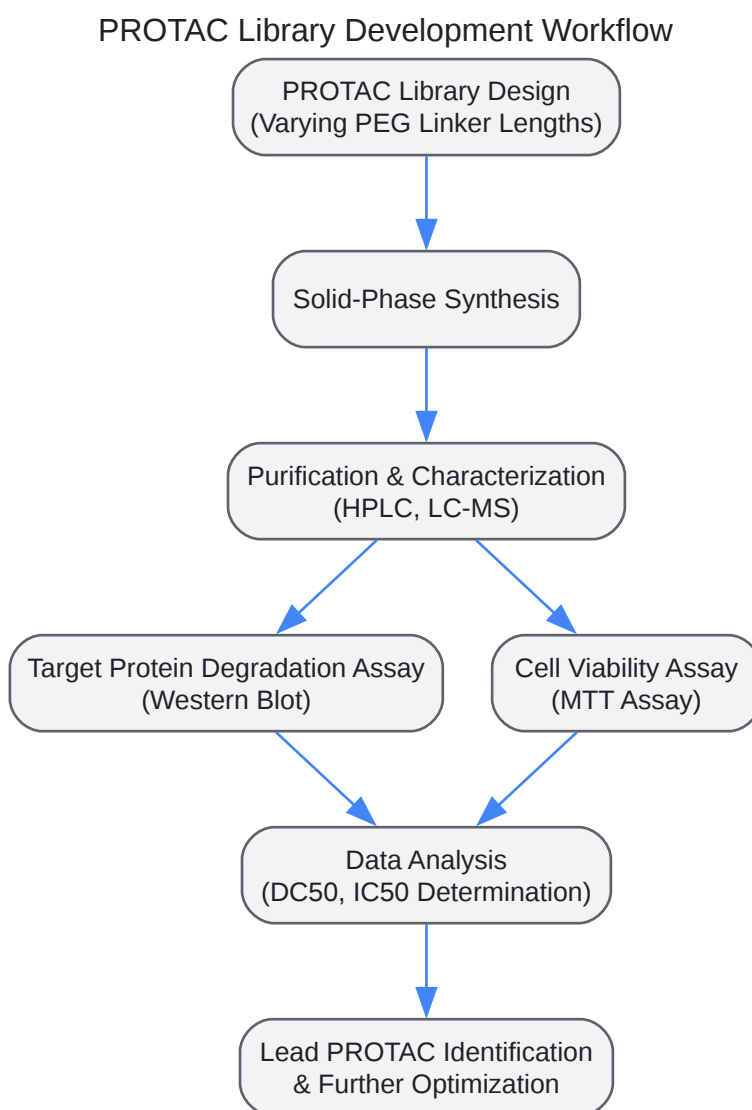 PROTAC Library Development Workflow
PROTAC Library Design
(Varying PEG Linker Lengths)
Solid-Phase Synthesis
Purification & Characterization
(HPLC, LC-MS)
Target Protein Degradation Assay
(Western Blot)
Cell Viability Assay
(MTT Assay)
Data Analysis
(DC50, IC50 Determination)
Lead PROTAC Identification
& Further Optimization